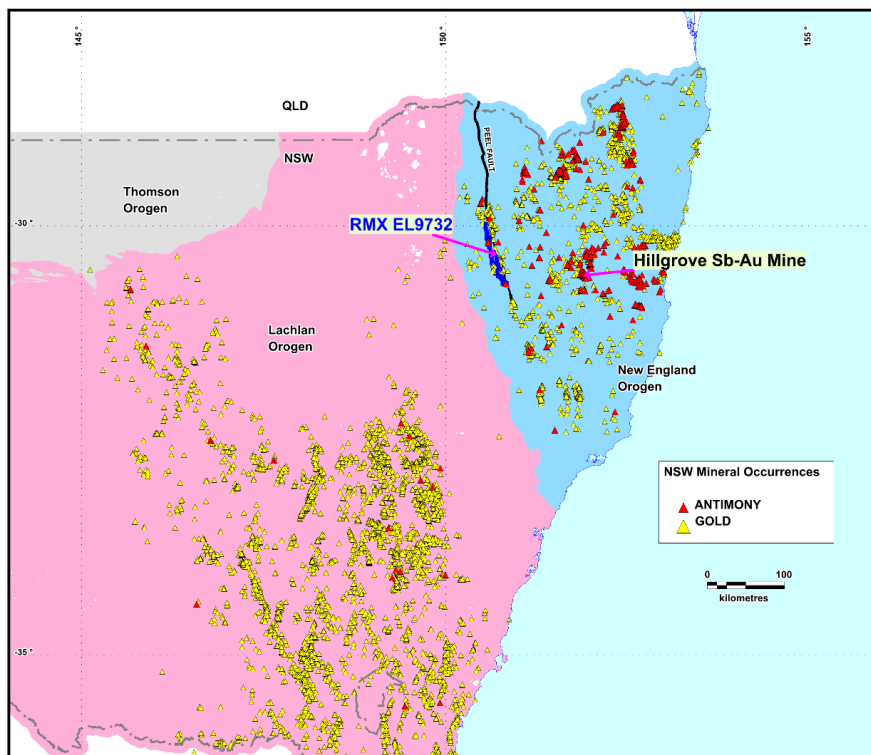 145 °
150 °
155 °
QLD
NSW
PEEL FAULT
Thomson
Orogen
-30 °
RMX EL9732
Hillgrove Sb-Au Mine
Lachlan
Orogen
New England
Orogen
NSW Mineral Occurrences
ANTIMONY
GOLD
0
100
kilometres
-35 °